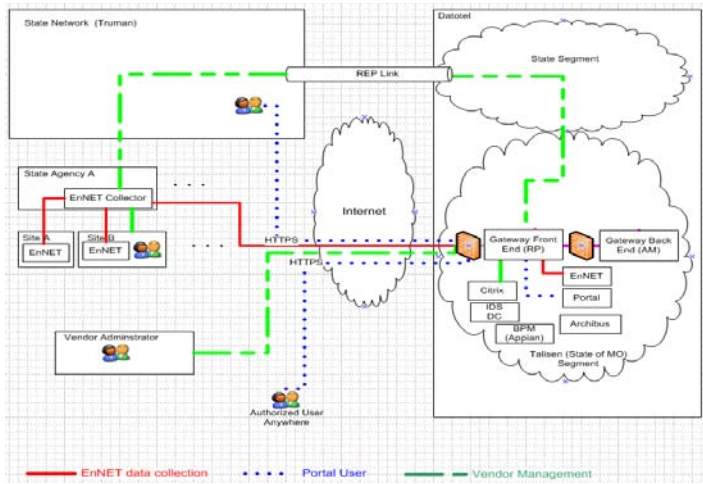 State Network (Truman)
Datotel
State Segment
REP Link
State Agency A
EnNET Collector
. . .
Internet
Site A
EnNET
Site B
EnNET
. . .
HTTPS
HTTPS
Gateway Front
End (RP)
Gateway Back
End (AM)
EnNET
Citrix
Portal
IDS
DC
BPM
(Appian)
Archibus
Talisen (State of MO)
Segment
Vendor Adminstrator
Authorized User
Anywhere
EnNET data collection
Portal User
Vendor Management